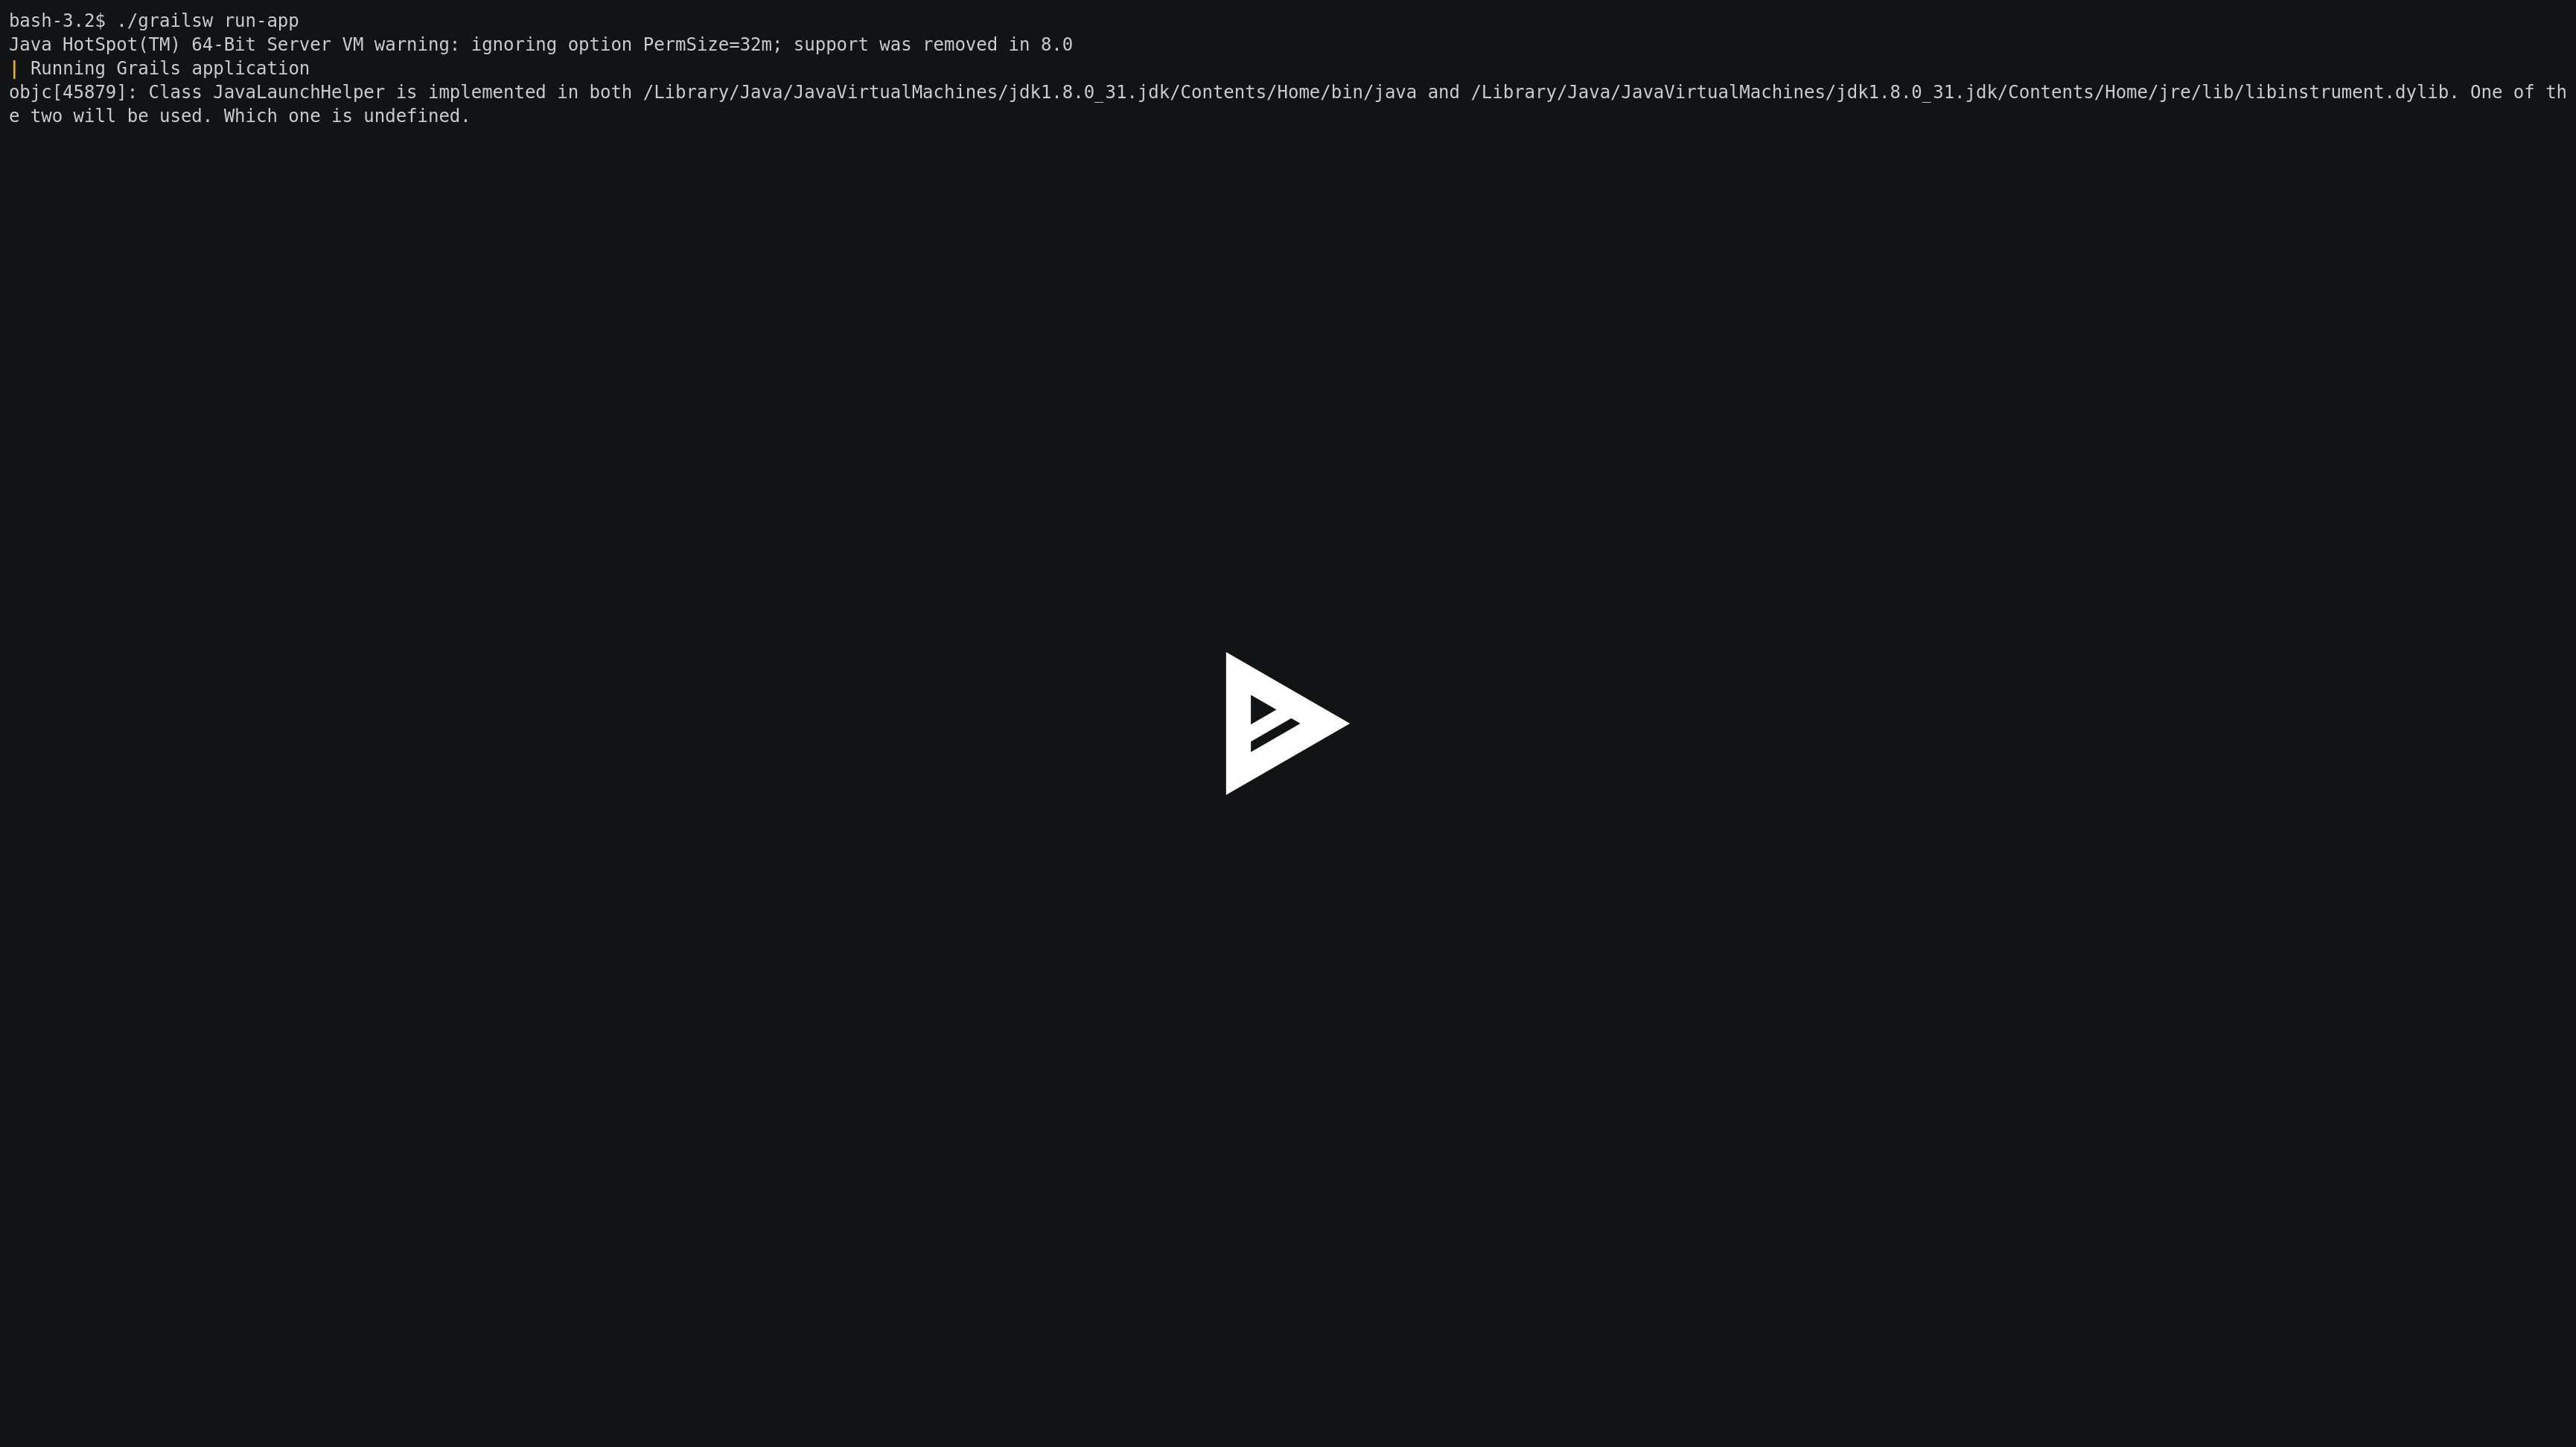 bash-3.2$ ./grailsw run-app
Java HotSpot(TM) 64-Bit Server VM warning: ignoring option PermSize=32m; support was removed in 8.0
| Running Grails application
objc[45879]: Class JavaLaunchHelper is implemented in both /Library/Java/JavaVirtualMachines/jdk1.8.0_31.jdk/Contents/Home/bin/java and /Library/Java/JavaVirtualMachines/jdk1.8.0_31.jdk/Contents/Home/jre/lib/libinstrument.dylib. One of th
e two will be used. Which one is undefined.